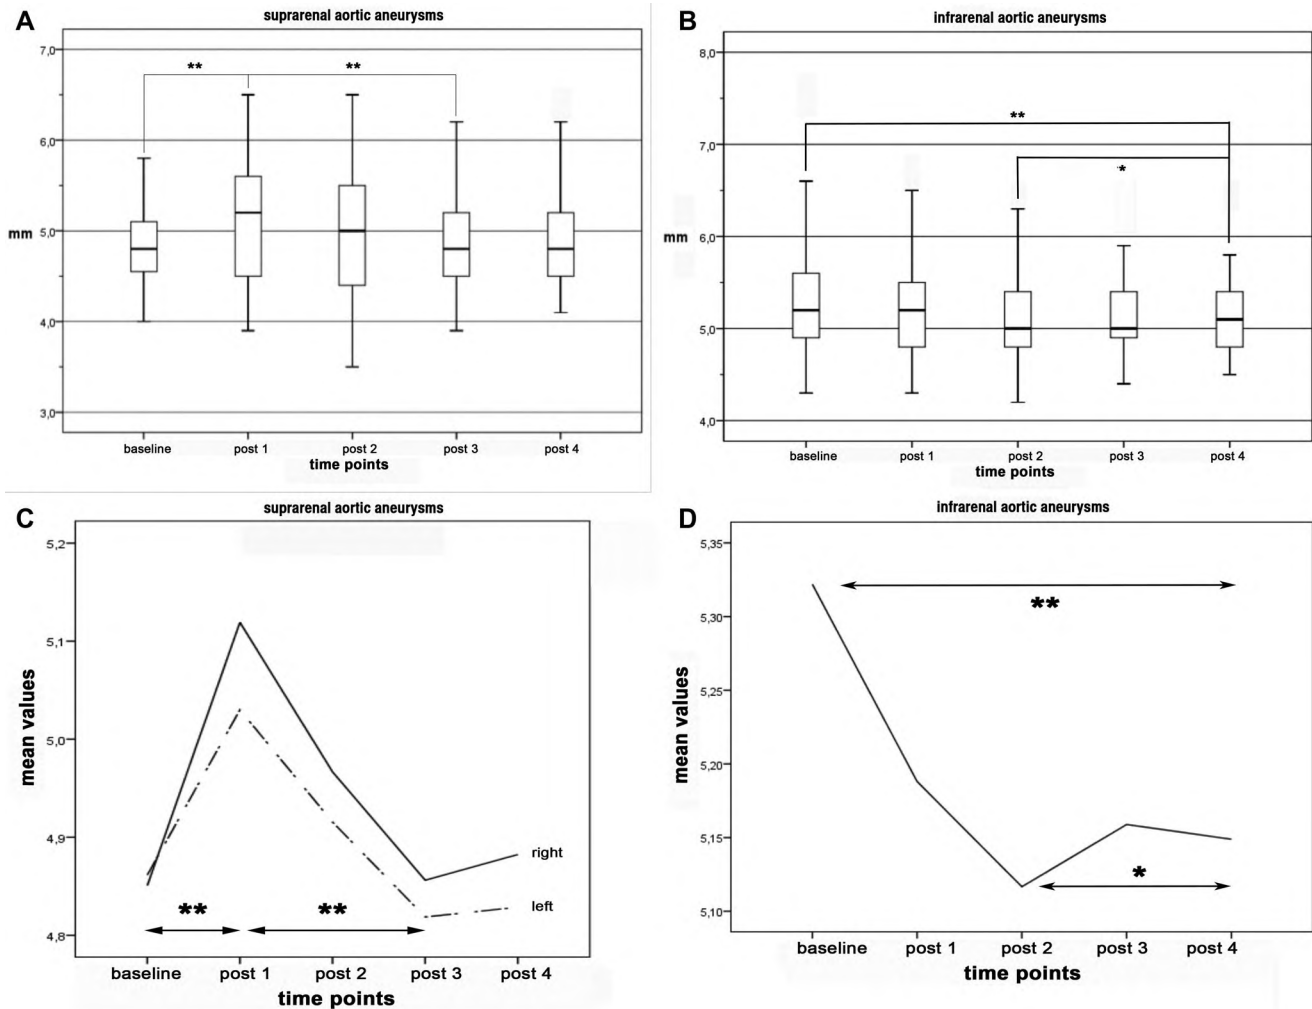 A
suprarenal aortic aneurysms
7,0
6,0
5,0
4,0
3,0
mm
**
**
baseline
post 1
post 2
post 3
post 4
time points
B
infrarenal aortic aneurysms
8,0
7,0
6,0
5,0
4,0
mm
**
*
baseline
post 1
post 2
post 3
post 4
time points
C
suprarenal aortic aneurysms
5,2
5,1
5,0
4,9
4,8
mean values
right
left
**
**
baseline
post 1
post 2
post 3
post 4
time points
D
infrarenal aortic aneurysms
5,35
5,30
5,25
5,20
5,15
5,10
mean values
**
*
baseline
post 1
post 2
post 3
post 4
time points